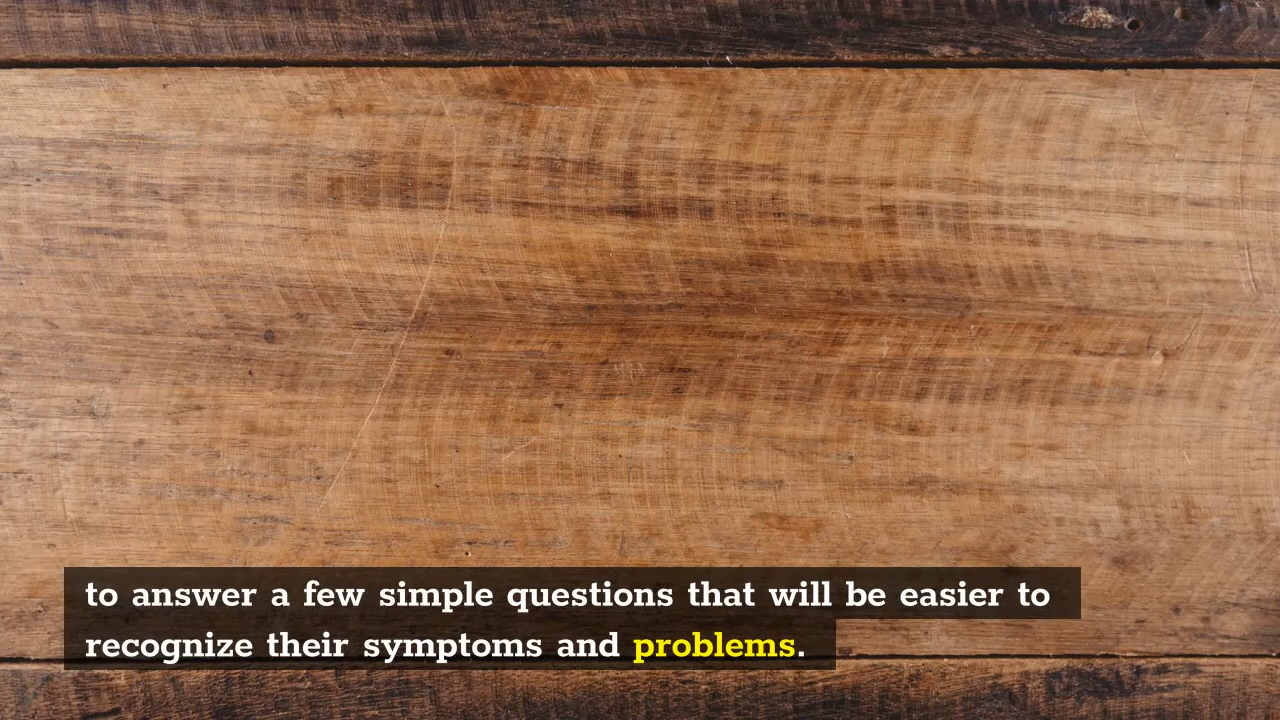 to answer a few simple questions that will be easier to
recognize their symptoms and problems.